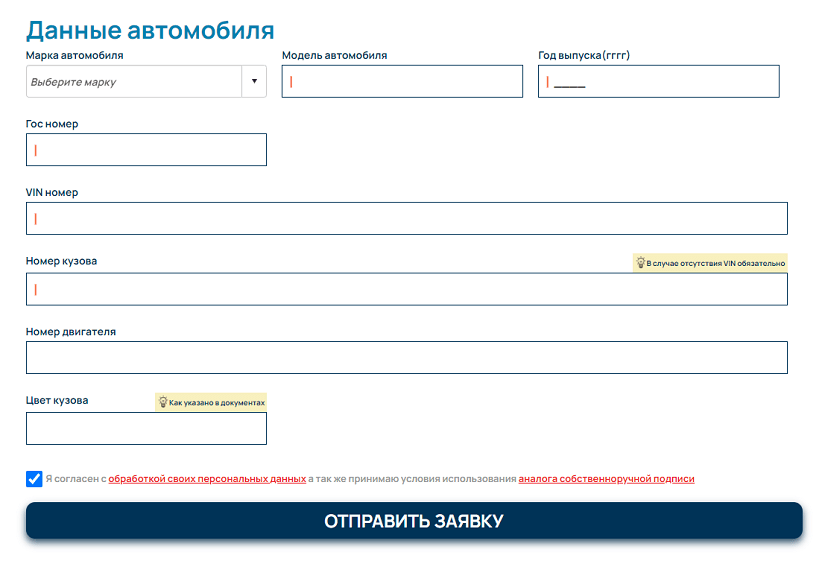 Данные автомобиля
Марка автомобиля
Модель автомобиля
Год выпуска(гггг)
Выберите марку
____
Гос номер
VIN номер
Номер кузова
В случае отсутствия VIN обязательно
Номер двигателя
Цвет кузова
Как указано в документах
Я согласен с обработкой своих персональных данных а так же принимаю условия использования аналога собственноручной подписи
ОТПРАВИТЬ ЗАЯВКУ